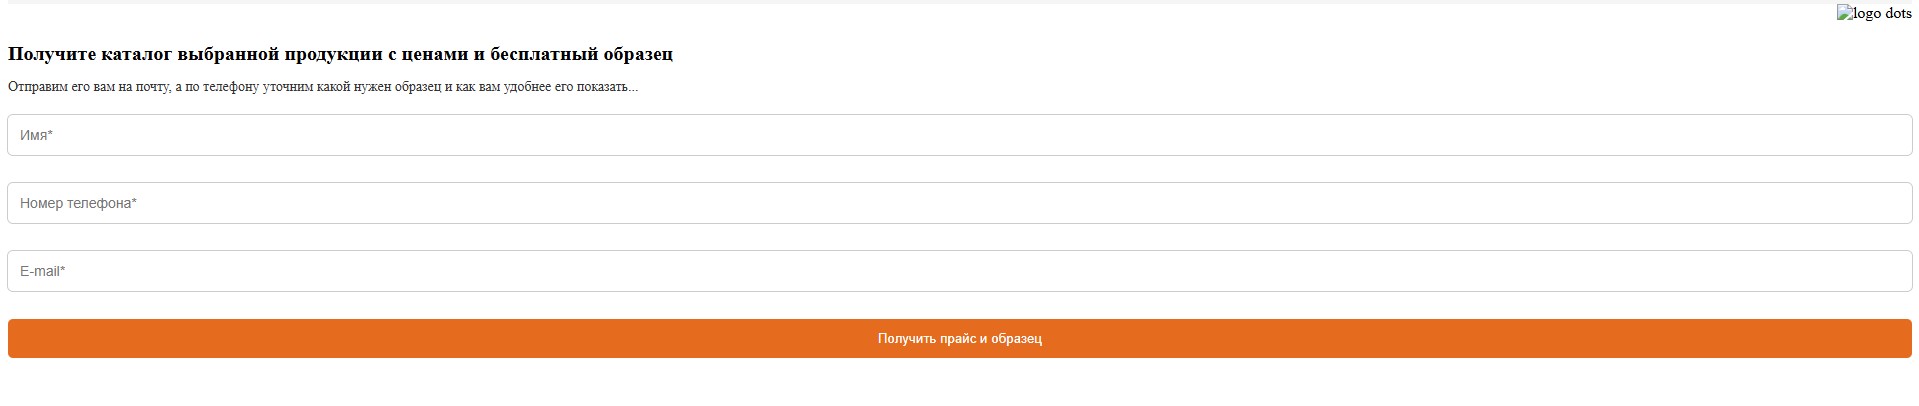 logo dots
Получите каталог выбранной продукции с ценами и бесплатный образец
Отправим его вам на почту, а по телефону уточним какой нужен образец и как вам удобнее его показать...
Имя*
Номер телефона*
E-mail*
Получить прайс и образец